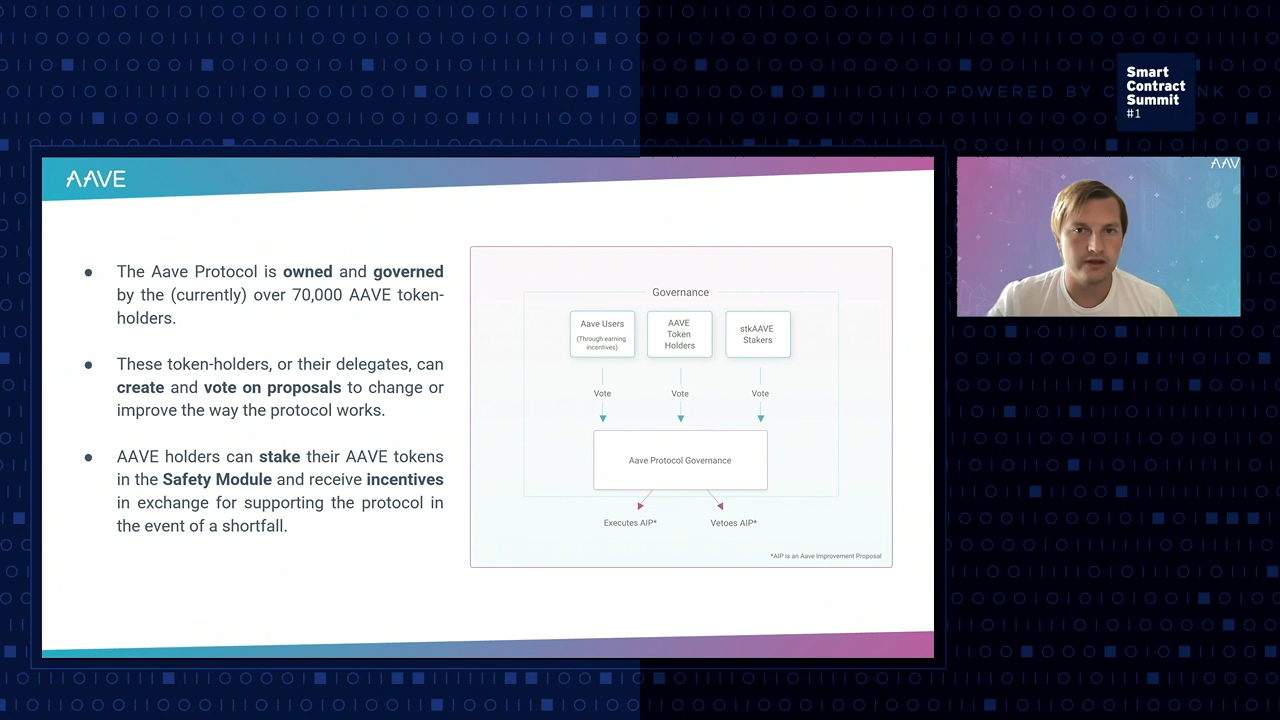 Smart
Contract
Summit
#1
POWERED BY
AAVE
AAV
● The Aave Protocol is owned and governed
by the (currently) over 70,000 AAVE token-
holders.
● These token-holders, or their delegates, can
create and vote on proposals to change or
improve the way the protocol works.
● AAVE holders can stake their AAVE tokens
in the Safety Module and receive incentives
in exchange for supporting the protocol in
the event of a shortfall.
Governance
Aave Users
(Through earning
incentives)
AAVE
Token
Holders
stkAAVE
Stakers
Vote
Vote
Vote
Aave Protocol Governance
Executes AIP*
Vetoes AIP*
*AIP is an Aave Improvement Proposal